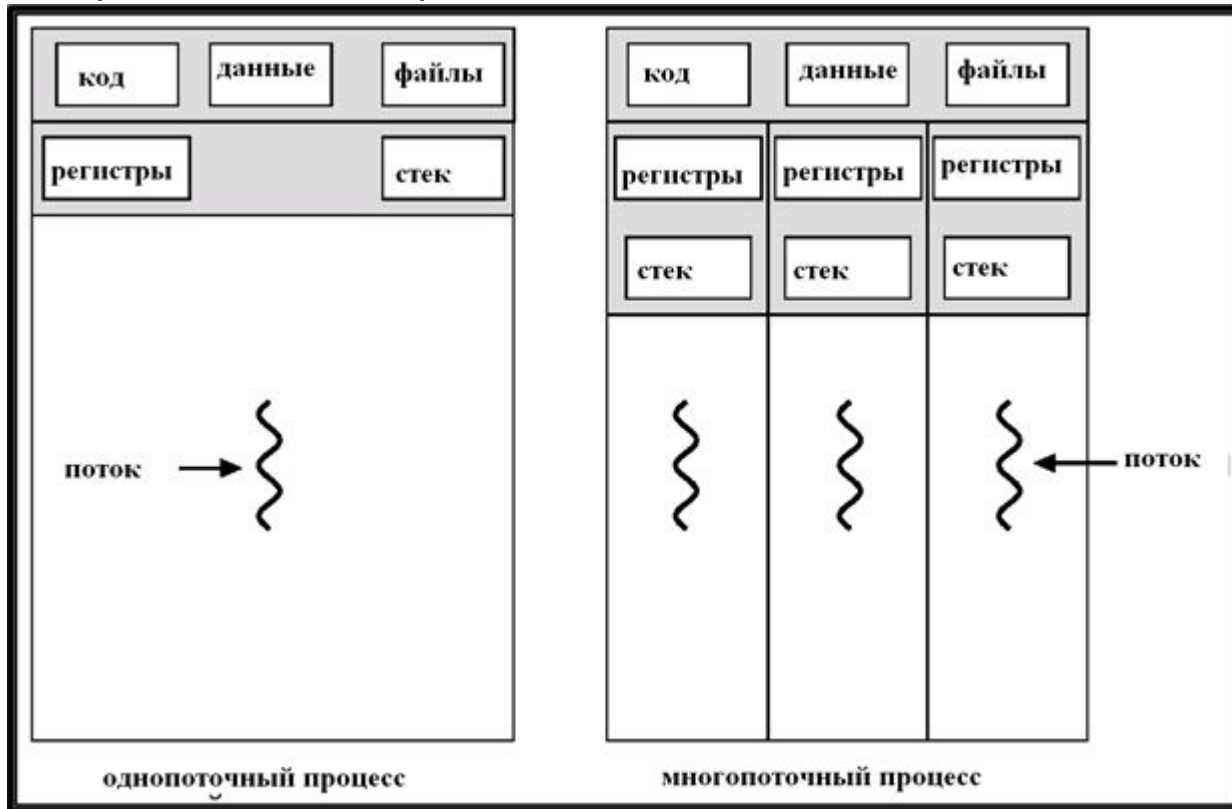 код данные файлы
регистры стек
поток
однопоточный процесс
код данные файлы
регистры регистры регистры
стек стек стек
поток
многопоточный процесс